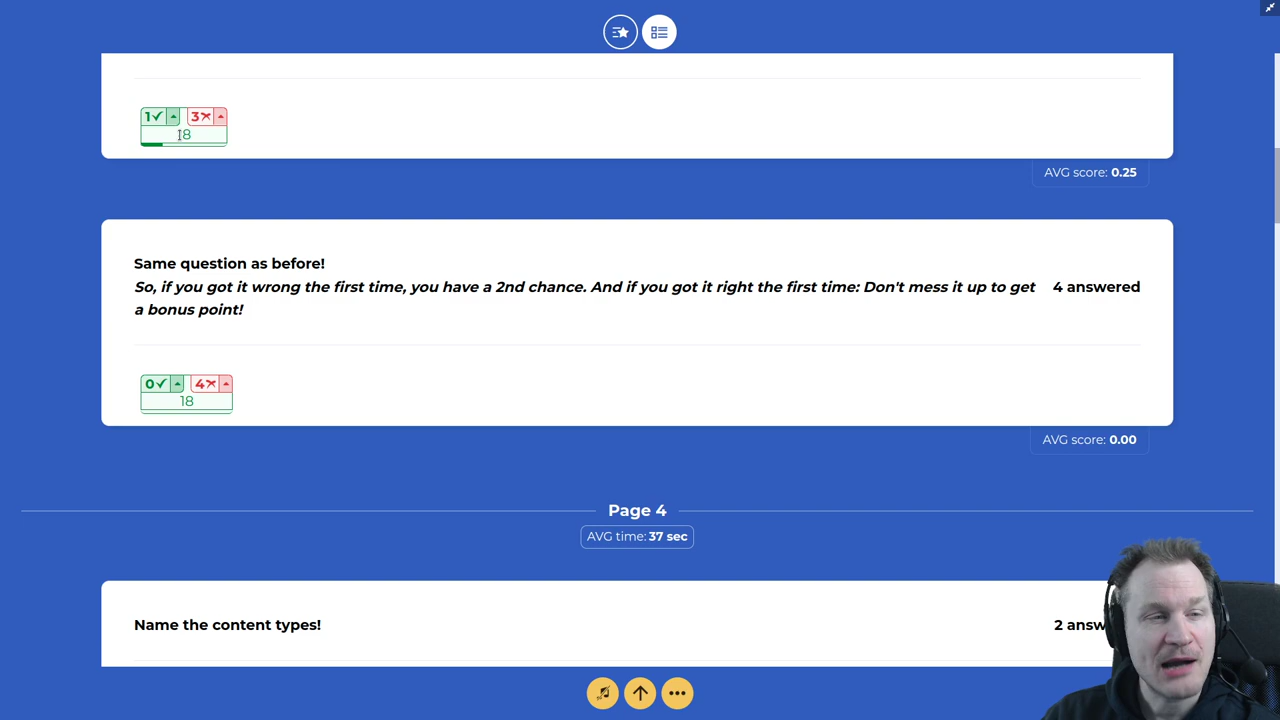 1 3
18
AVG score: 0.25
Same question as before!
So, if you got it wrong the first time, you have a 2nd chance. And if you got it right the first time: Don't mess it up to get
a bonus point!
4 answered
0 4
18
AVG score: 0.00
Page 4
AVG time: 37 sec
Name the content types!
2 answ